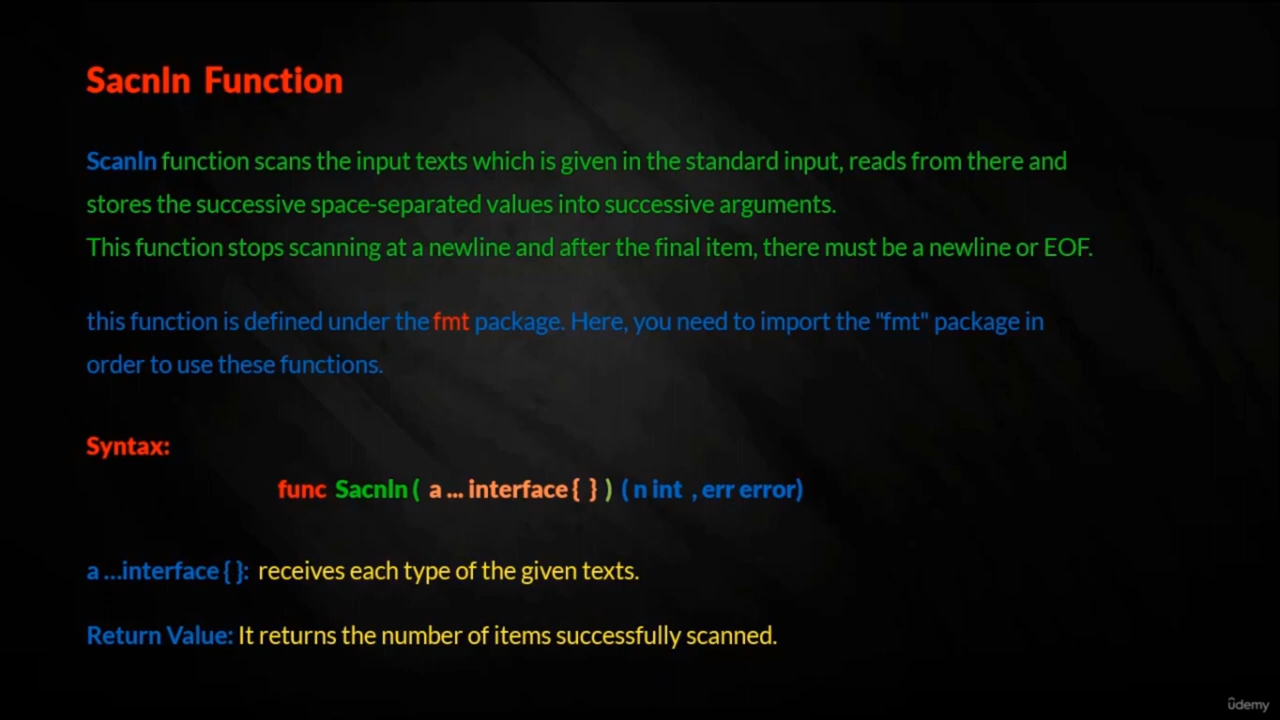 Sacnln Function
Scanln function scans the input texts which is given in the standard input, reads from there and
stores the successive space-separated values into successive arguments.
This function stops scanning at a newline and after the final item, there must be a newline or EOF.
this function is defined under the fmt package. Here, you need to import the "fmt" package in
order to use these functions.
Syntax:
func Sacnln ( a ... interface { } ) ( n int , err error)
a ...interface { }: receives each type of the given texts.
Return Value: It returns the number of items successfully scanned.
ûdemy